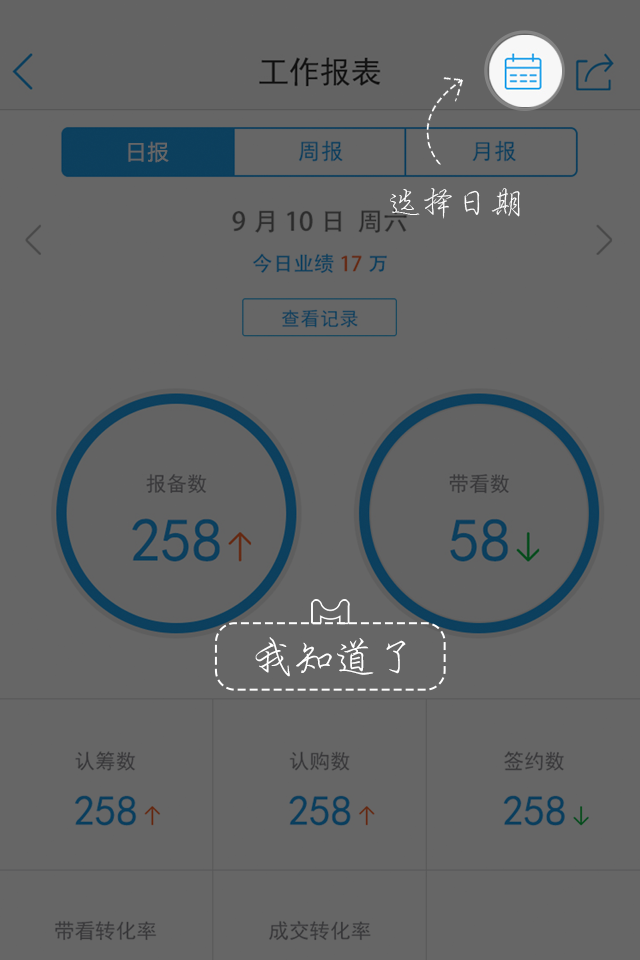 工作报表
日报
周报
月报
选择日期
9 月 10 日 周六
今日业绩 17 万
查看记录
报备数
带看数
258
58
我知道了
认筹数
认购数
签约数
258
258
258
带看转化率
成交转化率